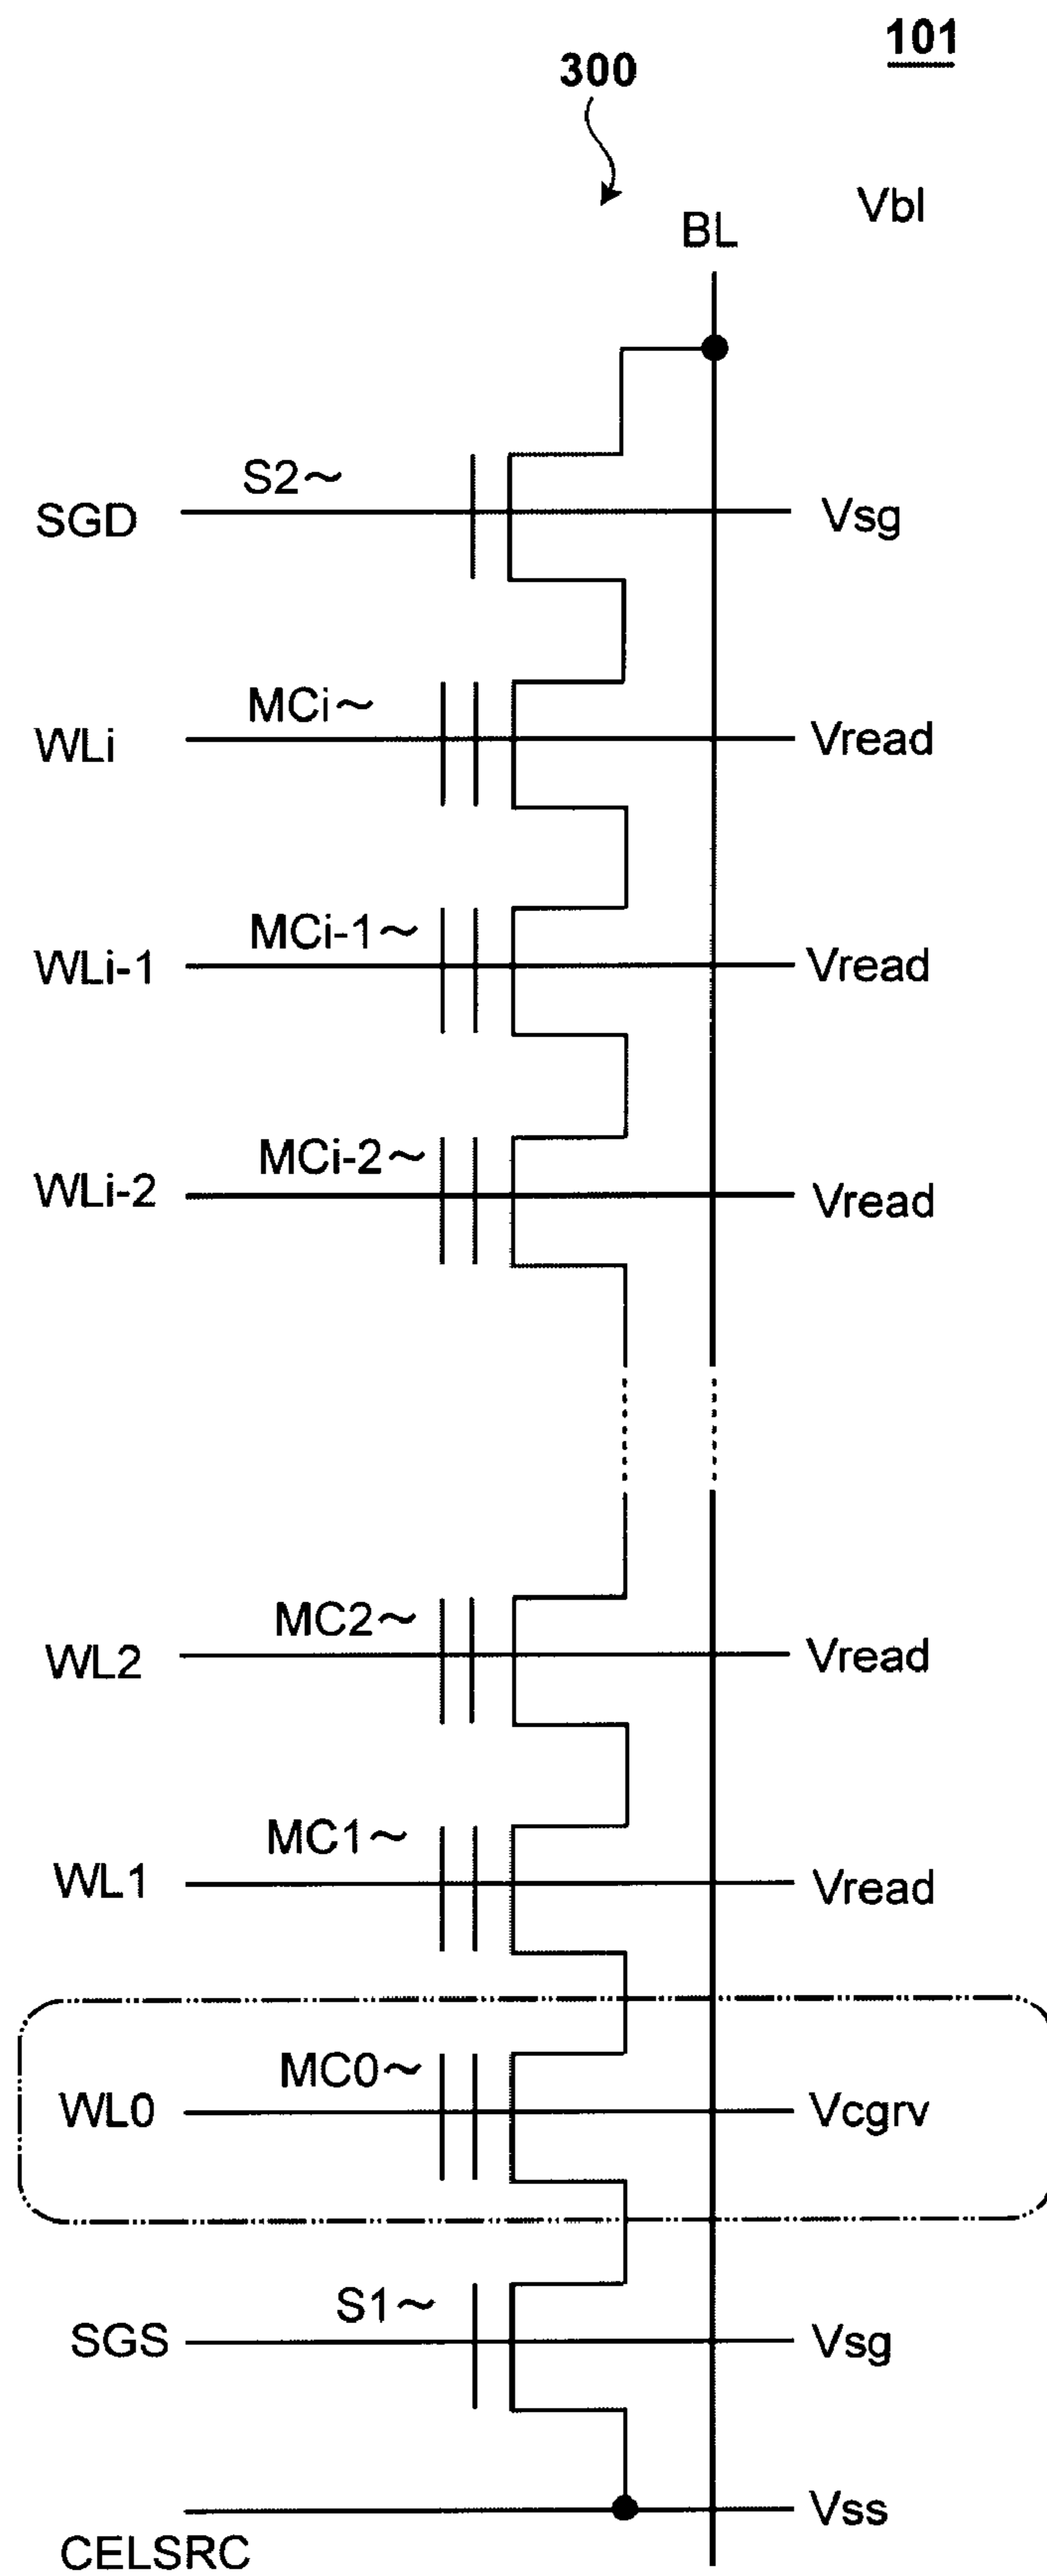 101
300
Vbl
BL
S2~
SGD
Vsg
MCi~
WLi
Vread
MCi-1~
WLi-1
Vread
MCi-2~
WLi-2
Vread
MC2~
WL2
Vread
MC1~
WL1
Vread
MC0~
WL0
Vcgrv
S1~
SGS
Vsg
Vss
CELSRC